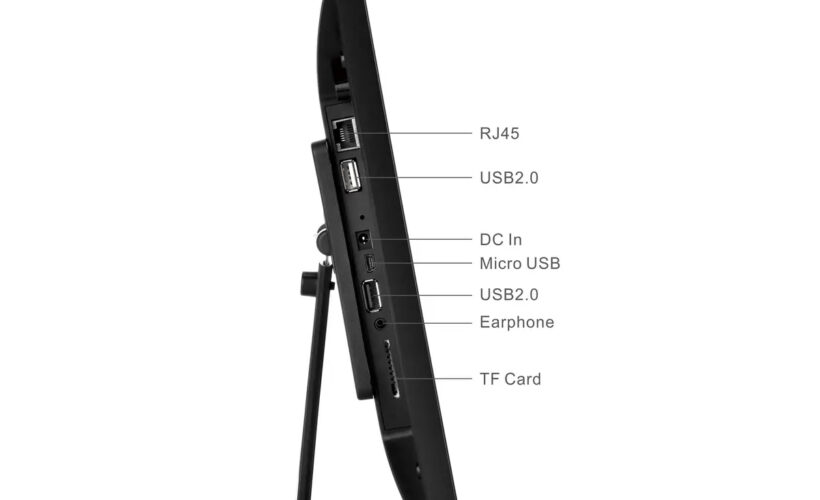 RJ45
USB2.0
DC In
Micro USB
USB2.0
Earphone
TF Card